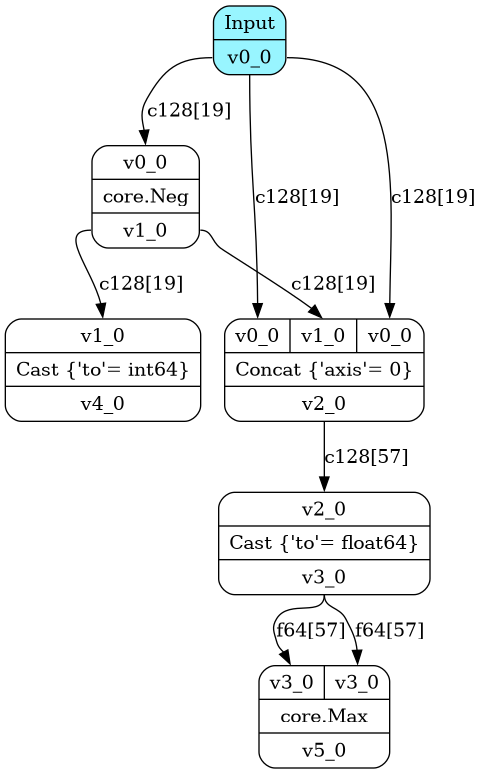 Input
v0_0
c128[19]
v0_0
core.Neg
v1_0
c128[19]
c128[19]
c128[19]
c128[19]
v1_0
Cast {'to'= int64}
v4_0
v0_0 v1_0 v0_0
Concat {'axis'= 0}
v2_0
c128[57]
v2_0
Cast {'to'= float64}
v3_0
f64[57] f64[57]
v3_0 v3_0
core.Max
v5_0